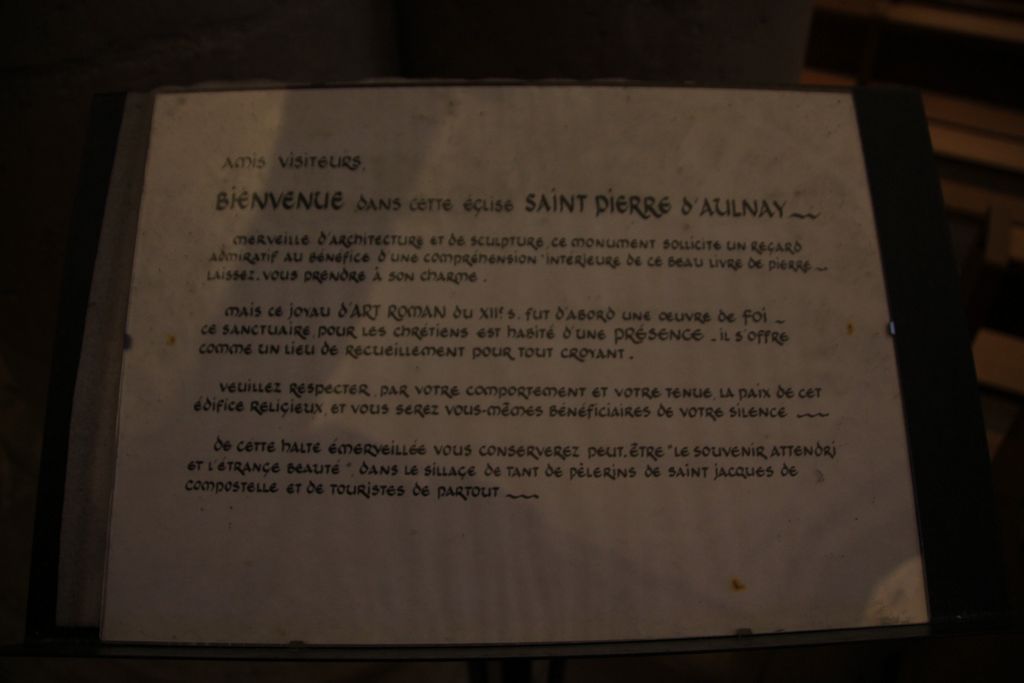 AMIS VISITEURS,
BIENVENUE DANS CETTE ÉGLISE SAINT PIERRE D'AULNAY
MERVEILLE D'ARCHITECTURE ET DE SCULPTURE, CE MONUMENT SOLLICITE UN REGARD
ADMIRATIF AU BÉNÉFICE D'UNE COMPRÉHENSION INTÉRIEURE DE CE BEAU LIVRE DE PIERRE
LAISSEZ.VOUS PRENDRE À SON CHARME.
MAIS CE JOYAU D'ART ROMAN DU XIIe S. FUT D'ABORD UNE ŒUVRE DE FOI
CE SANCTUAIRE, POUR LES CHRÉTIENS EST HABITÉ D'UNE PRÉSENCE. IL S'OFFRE
COMME UN LIEU DE RECUEILLEMENT POUR TOUT CROYANT.
VEUILLEZ RESPECTER, PAR VOTRE COMPORTEMENT ET VOTRE TENUE, LA PAIX DE CET
ÉDIFICE RELIGIEUX, ET VOUS SEREZ VOUS-MÊMES BÉNÉFICIAIRES DE VOTRE SILENCE
DE CETTE HALTE ÉMERVEILLÉE VOUS CONSERVEREZ PEUT.ÊTRE "LE SOUVENIR ATTENDRI
ET L'ÉTRANGE BEAUTÉ", DANS LE SILLAGE DE TANT DE PÈLERINS DE SAINT JACQUES DE
COMPOSTELLE ET DE TOURISTES DE PARTOUT